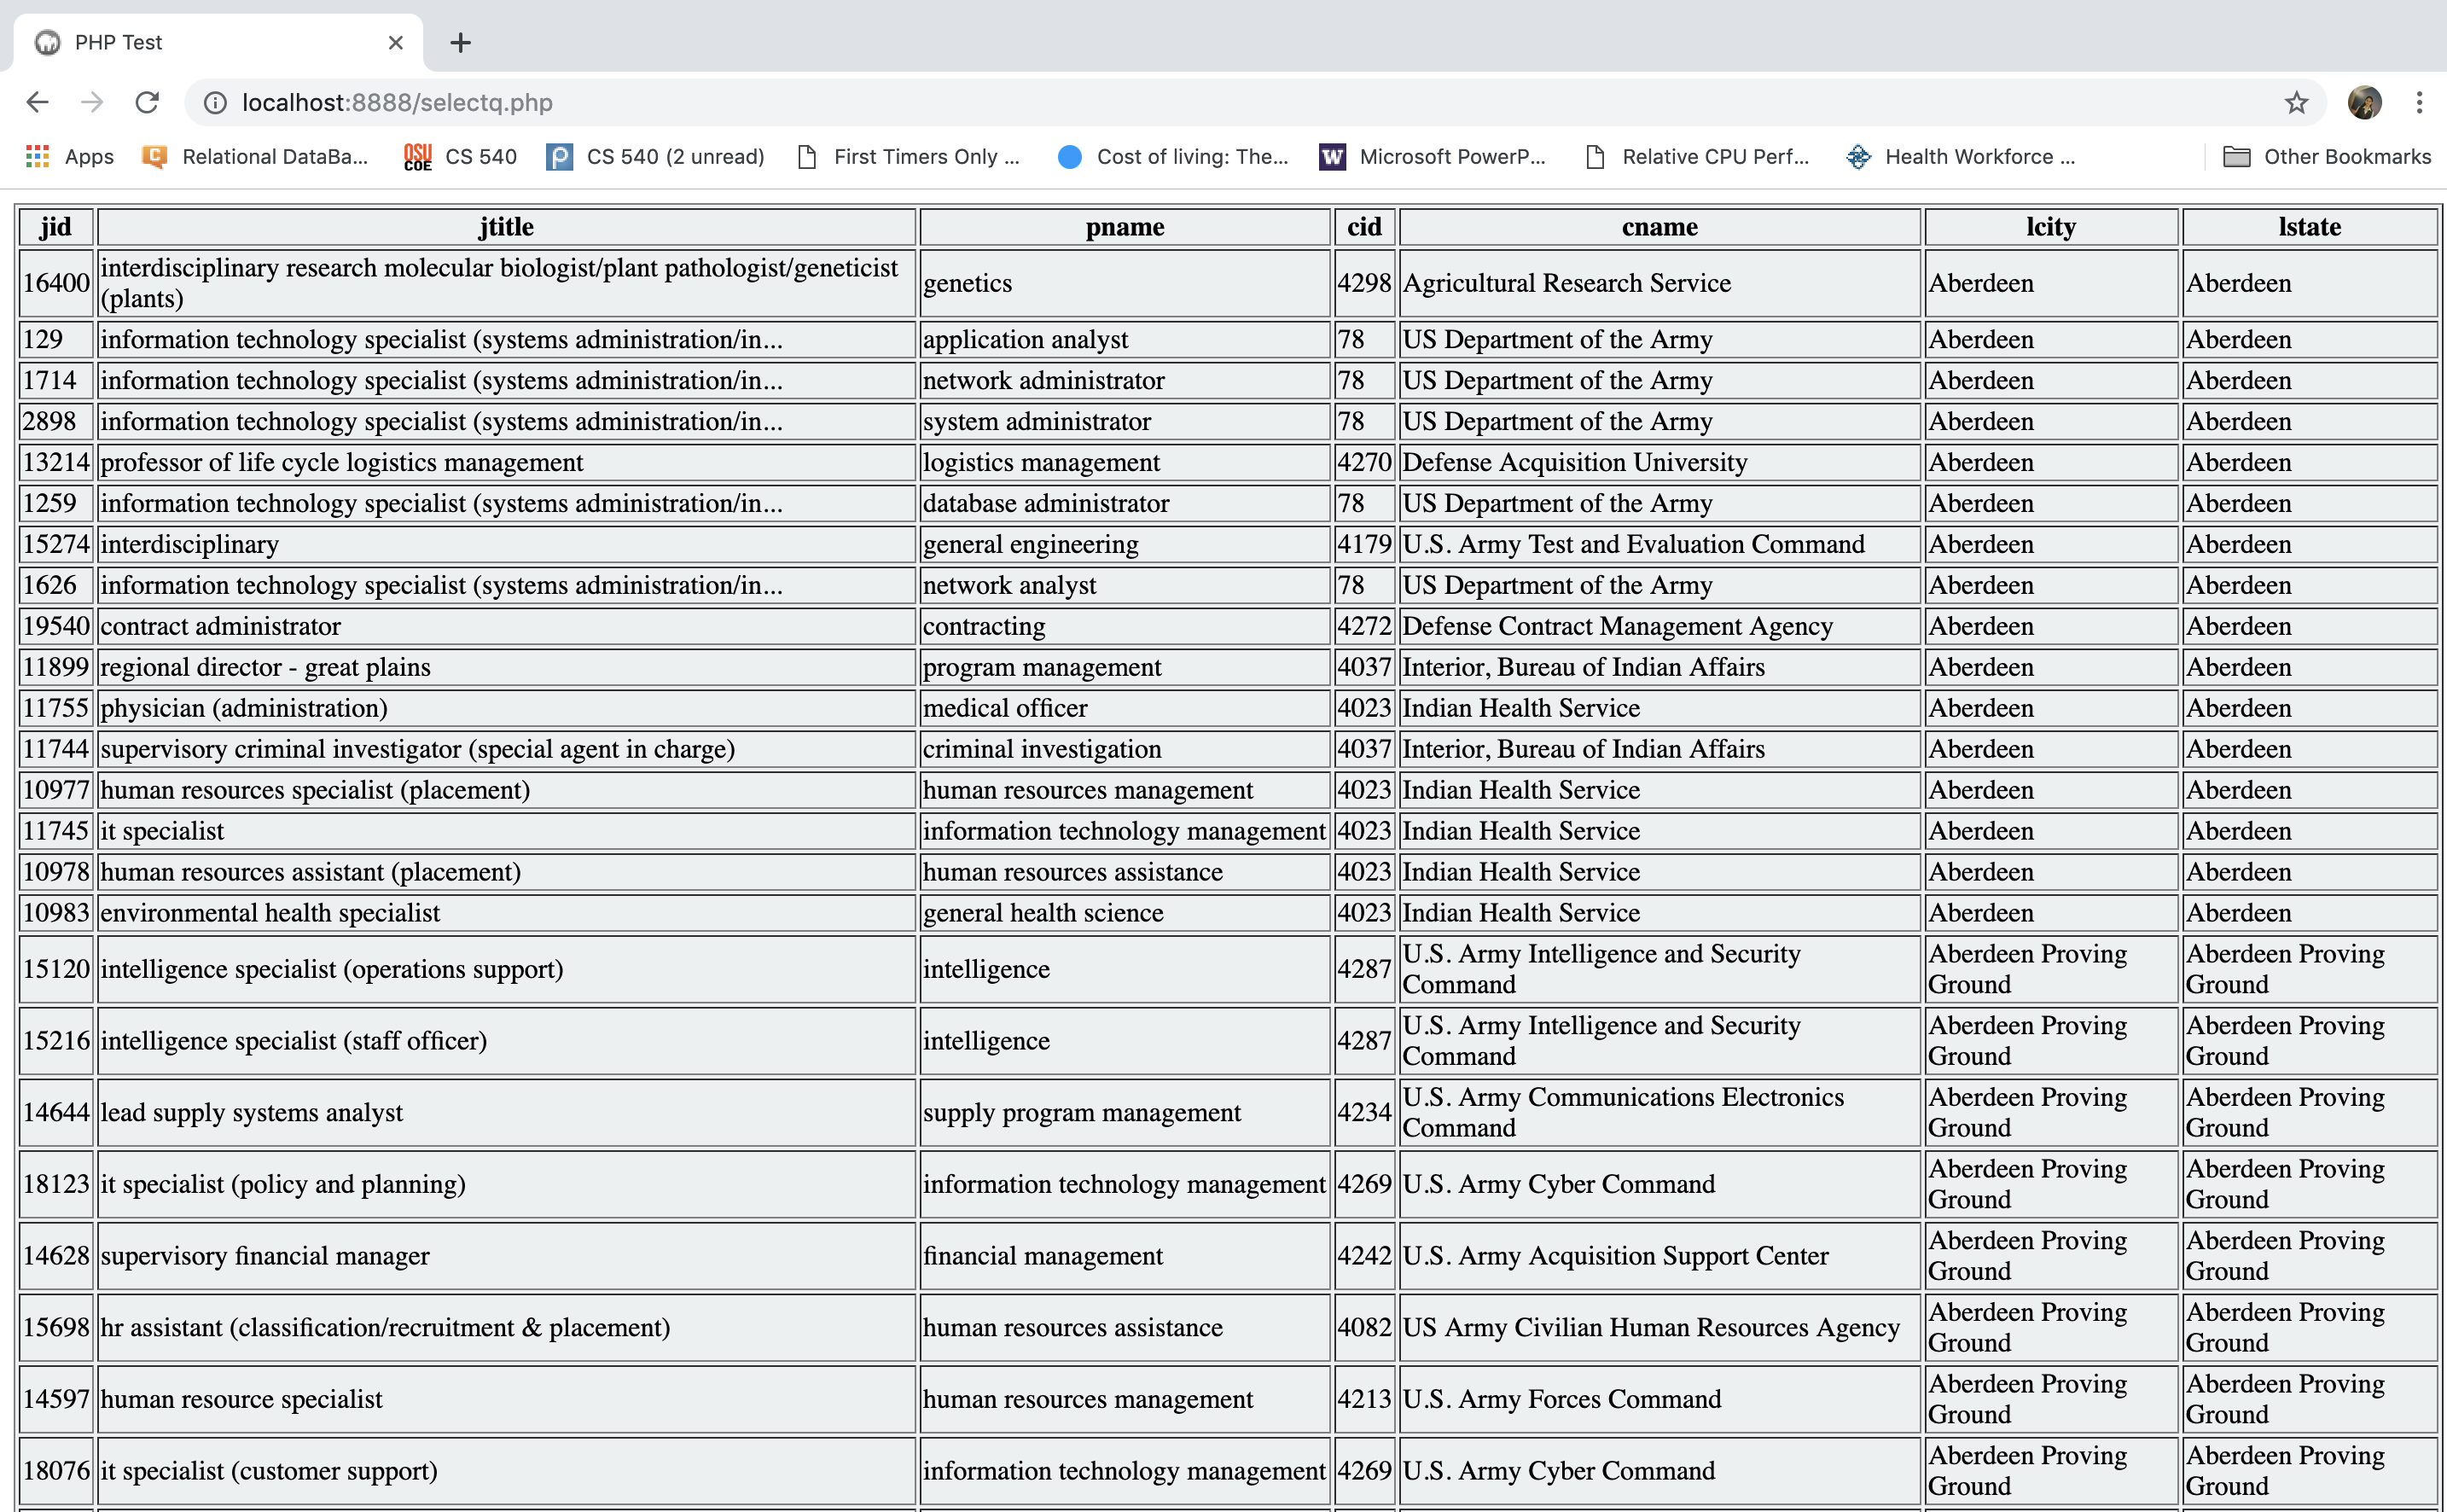 PHP Test
localhost:8888/selectq.php
Apps Relational DataBa... OSU COE CS 540 CS 540 (2 unread) First Timers Only ... Cost of living: The... W Microsoft PowerP... Relative CPU Perf... Health Workforce ... Other Bookmarks
jid jtitle pname cid cname lcity lstate
16400 interdisciplinary research molecular biologist/plant pathologist/geneticist (plants) genetics 4298 Agricultural Research Service Aberdeen Aberdeen
129 information technology specialist (systems administration/in... application analyst 78 US Department of the Army Aberdeen Aberdeen
1714 information technology specialist (systems administration/in... network administrator 78 US Department of the Army Aberdeen Aberdeen
2898 information technology specialist (systems administration/in... system administrator 78 US Department of the Army Aberdeen Aberdeen
13214 professor of life cycle logistics management logistics management 4270 Defense Acquisition University Aberdeen Aberdeen
1259 information technology specialist (systems administration/in... database administrator 78 US Department of the Army Aberdeen Aberdeen
15274 interdisciplinary general engineering 4179 U.S. Army Test and Evaluation Command Aberdeen Aberdeen
1626 information technology specialist (systems administration/in... network analyst 78 US Department of the Army Aberdeen Aberdeen
19540 contract administrator contracting 4272 Defense Contract Management Agency Aberdeen Aberdeen
11899 regional director - great plains program management 4037 Interior, Bureau of Indian Affairs Aberdeen Aberdeen
11755 physician (administration) medical officer 4023 Indian Health Service Aberdeen Aberdeen
11744 supervisory criminal investigator (special agent in charge) criminal investigation 4037 Interior, Bureau of Indian Affairs Aberdeen Aberdeen
10977 human resources specialist (placement) human resources management 4023 Indian Health Service Aberdeen Aberdeen
11745 it specialist information technology management 4023 Indian Health Service Aberdeen Aberdeen
10978 human resources assistant (placement) human resources assistance 4023 Indian Health Service Aberdeen Aberdeen
10983 environmental health specialist general health science 4023 Indian Health Service Aberdeen Aberdeen
15120 intelligence specialist (operations support) intelligence 4287 U.S. Army Intelligence and Security Command Aberdeen Proving Ground Aberdeen Proving Ground
15216 intelligence specialist (staff officer) intelligence 4287 U.S. Army Intelligence and Security Command Aberdeen Proving Ground Aberdeen Proving Ground
14644 lead supply systems analyst supply program management 4234 U.S. Army Communications Electronics Command Aberdeen Proving Ground Aberdeen Proving Ground
18123 it specialist (policy and planning) information technology management 4269 U.S. Army Cyber Command Aberdeen Proving Ground Aberdeen Proving Ground
14628 supervisory financial manager financial management 4242 U.S. Army Acquisition Support Center Aberdeen Proving Ground Aberdeen Proving Ground
15698 hr assistant (classification/recruitment & placement) human resources assistance 4082 US Army Civilian Human Resources Agency Aberdeen Proving Ground Aberdeen Proving Ground
14597 human resource specialist human resources management 4213 U.S. Army Forces Command Aberdeen Proving Ground Aberdeen Proving Ground
18076 it specialist (customer support) information technology management 4269 U.S. Army Cyber Command Aberdeen Proving Ground Aberdeen Proving Ground